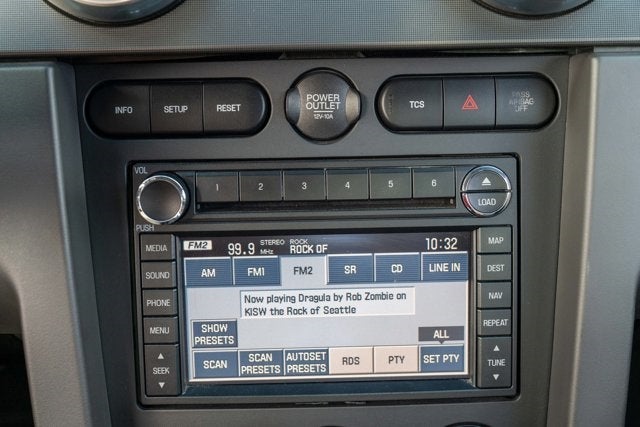 INFO SETUP RESET
POWER
OUTLET
12V-10A
TCS
PASS
AIRBAG
OFF
VOL
PUSH
1 2 3 4 5 6
LOAD
MEDIA
SOUND
PHONE
MENU
SEEK
FM2 99.9 MHz STEREO ROCK
ROCK OF
10:32
AM FM1 FM2 SR CD LINE IN
Now playing Dragula by Rob Zombie on
KISW the Rock of Seattle
SHOW
PRESETS
ALL
SCAN
SCAN
PRESETS
AUTOSET
PRESETS
RDS
PTY
SET PTY
MAP
DEST
NAV
REPEAT
TUNE